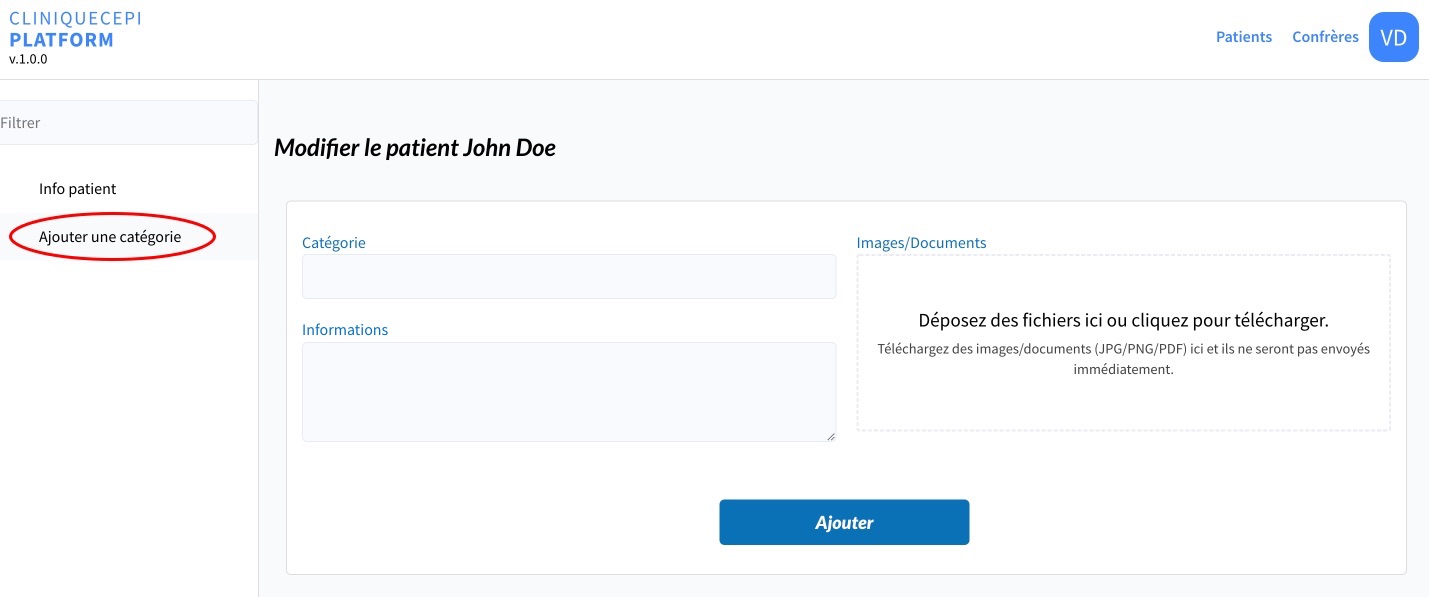 CLINIQUECEPI
PLATFORM
v.1.0.0
Patients
Confrères
VD
Filtrer
Info patient
Ajouter une catégorie
Modifier le patient John Doe
Catégorie
Informations
Images/Documents
Déposez des fichiers ici ou cliquez pour télécharger.
Téléchargez des images/documents (JPG/PNG/PDF) ici et ils ne seront pas envoyés
immédiatement.
Ajouter